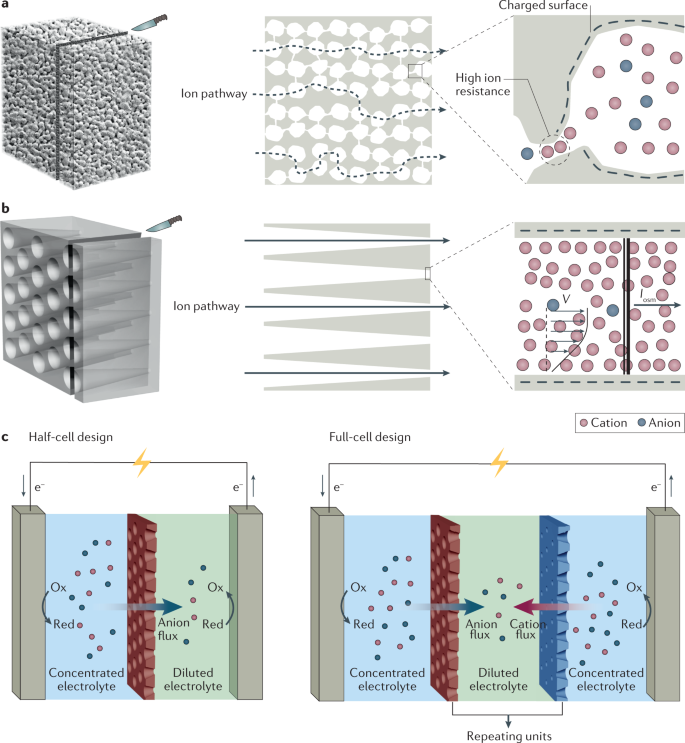 a
Charged surface
Ion pathway
High ion
resistance
b
Ion pathway
V
I osm
Cation
Anion
c
Half-cell design
Full-cell design
e⁻
e⁻
e⁻
e⁻
Ox
Red
Anion
flux
Ox
Red
Concentrated
electrolyte
Diluted
electrolyte
Ox
Red
Anion
flux
Cation
flux
Ox
Red
Concentrated
electrolyte
Diluted
electrolyte
Concentrated
electrolyte
Repeating units